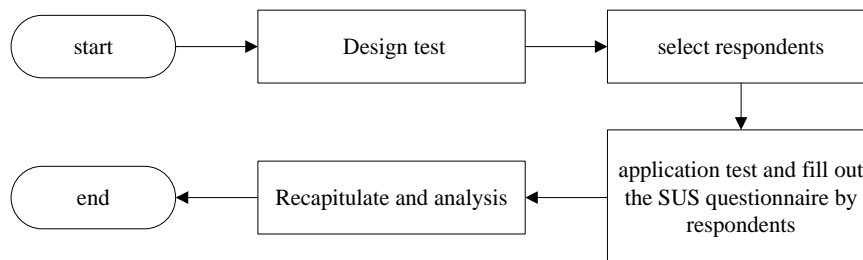 start
Design test
select respondents
application test and fill out
the SUS questionnaire by
respondents
Recapitulate and analysis
end